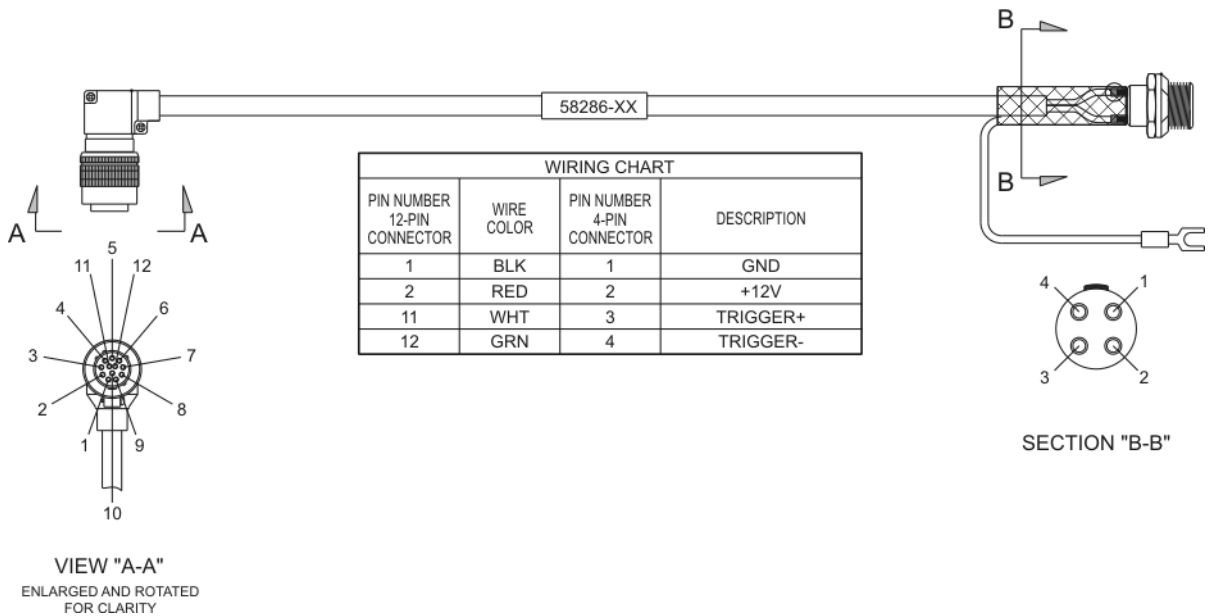 B
58286-XX
B
A
A
WIRING CHART
PIN NUMBER
12-PIN
CONNECTOR
WIRE
COLOR
PIN NUMBER
4-PIN
CONNECTOR
DESCRIPTION
1 BLK 1 GND
2 RED 2 +12V
11 WHT 3 TRIGGER+
12 GRN 4 TRIGGER-
5
11 12
4 6
3 7
2 8
1 9
10
VIEW "A-A"
ENLARGED AND ROTATED
FOR CLARITY
4 1
3 2
SECTION "B-B"